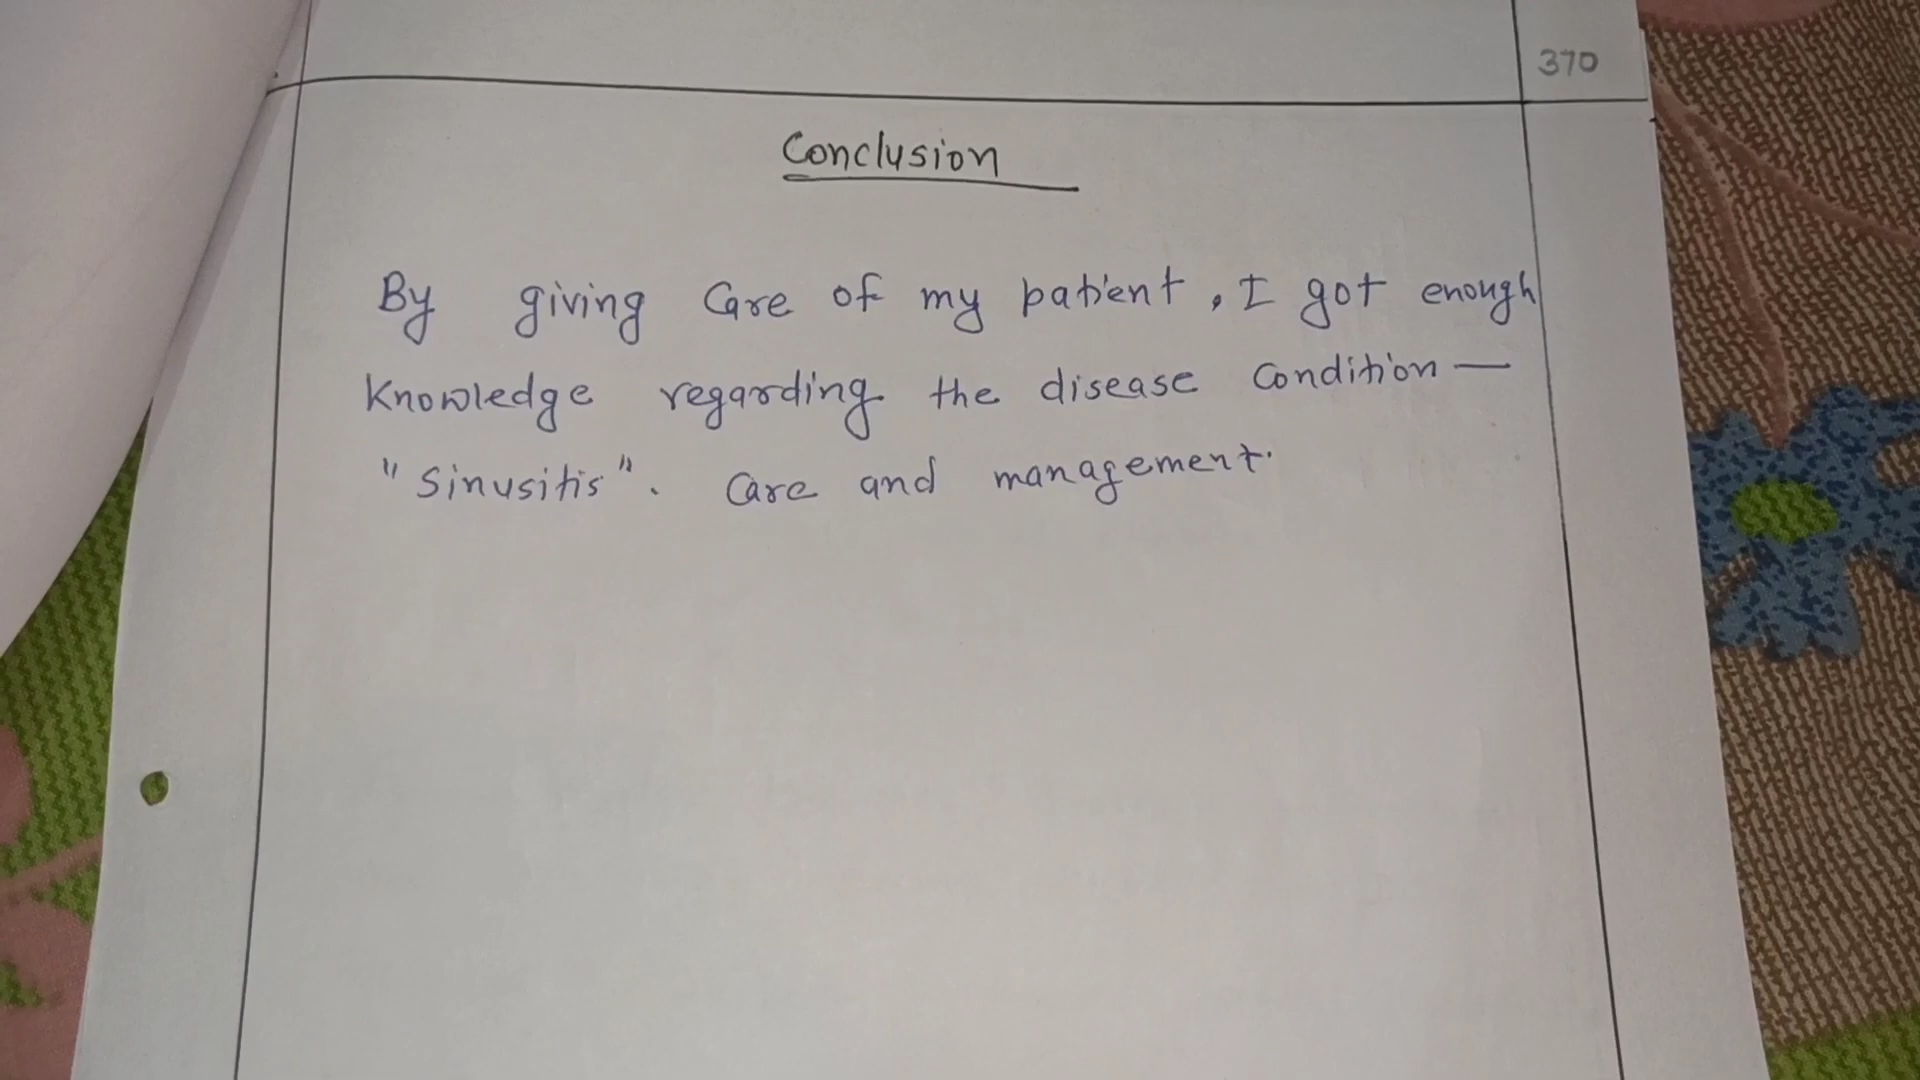 370
Conclusion
By giving Care of my patient, I got enough
Knowledge regarding the disease Condition —
"Sinusitis". Care and management.